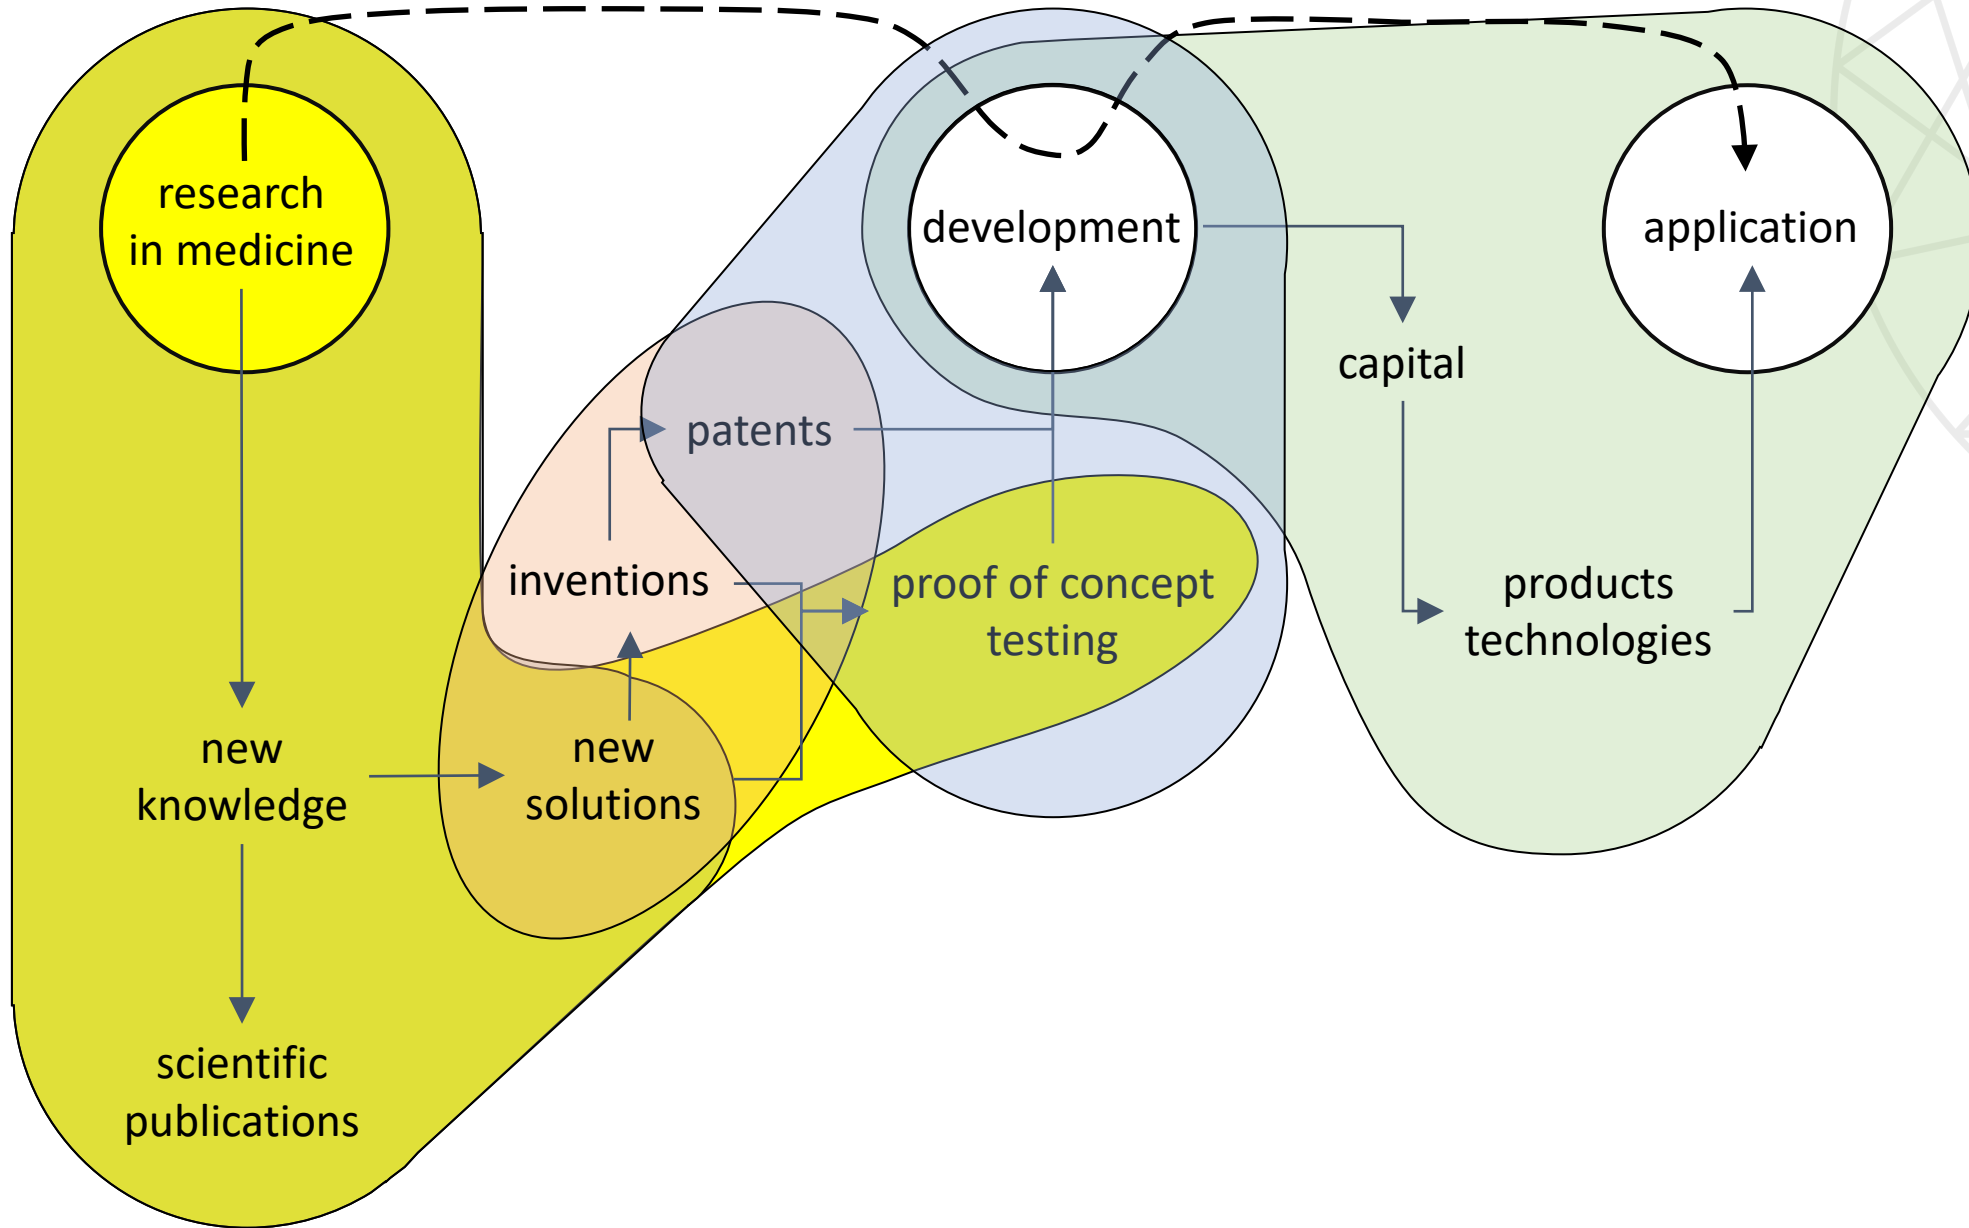 research
in medicine
development
application
capital
patents
inventions
proof of concept
testing
products
technologies
new
knowledge
new
solutions
scientific
publications